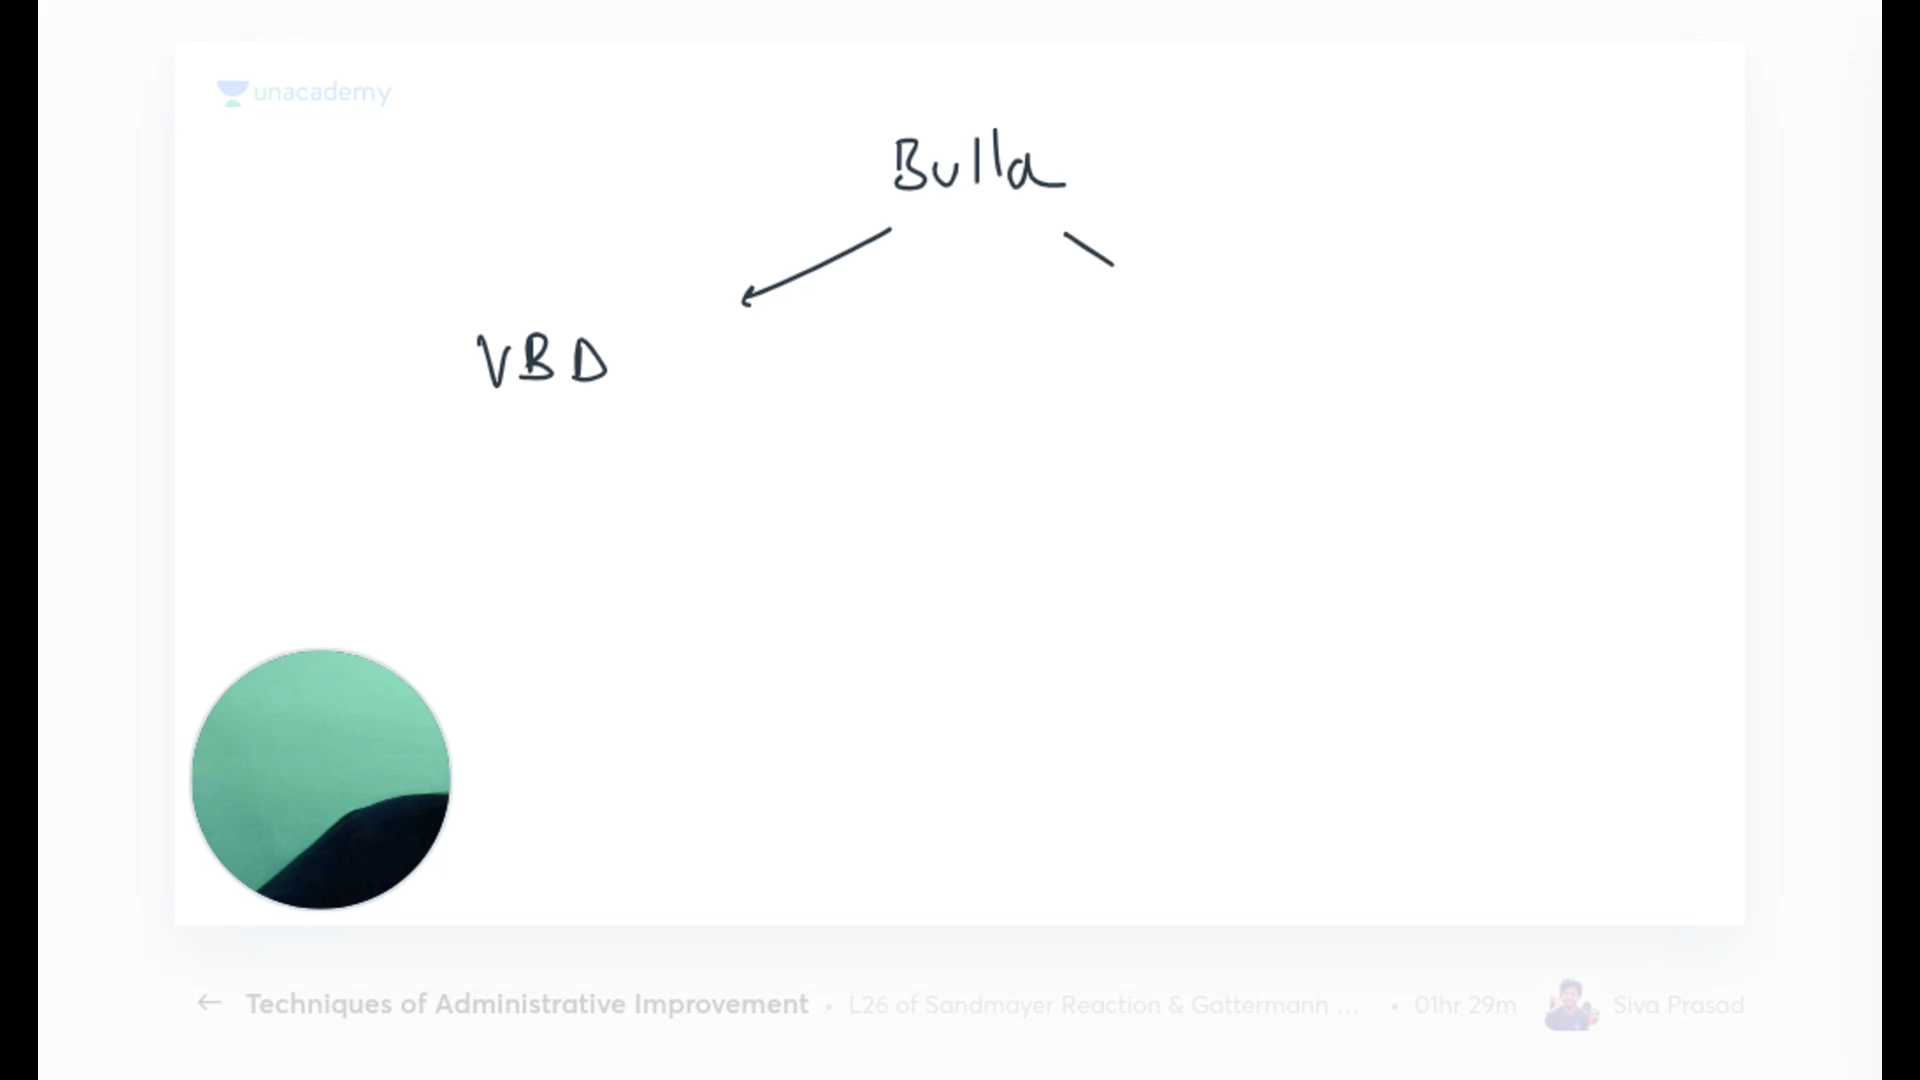 unacademy
Bulla
VBD
Techniques of Administrative Improvement • L26 of Sandmayer Reaction & Gattermann ... • 01hr 29m Siva Prasad